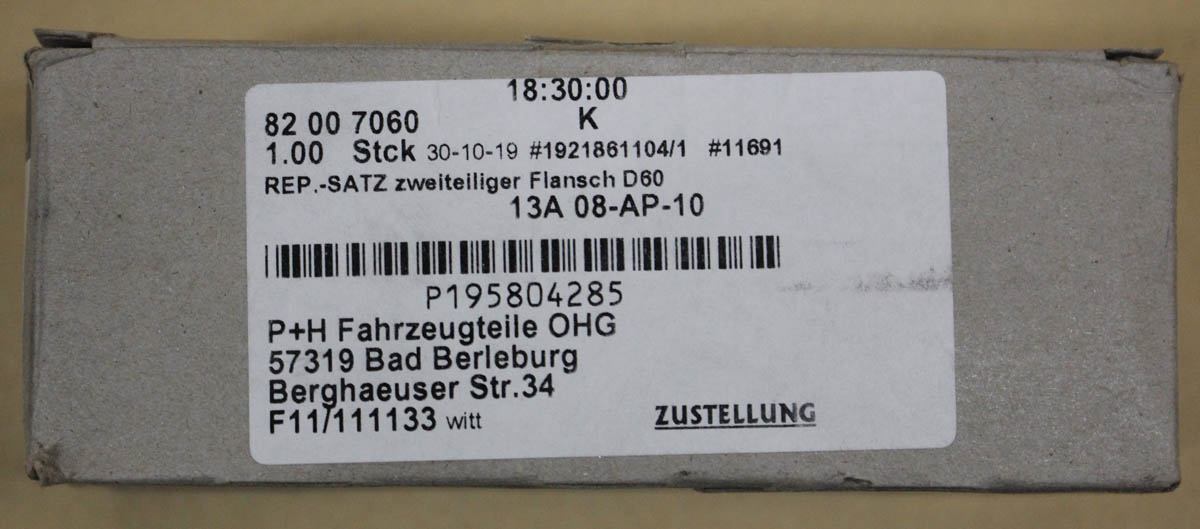 18:30:00
82 00 7060 K
1.00 Stck 30-10-19 #1921861104/1 #11691
REP.-SATZ zweiteiliger Flansch D60
13A 08-AP-10
P195804285
P+H Fahrzeugteile OHG
57319 Bad Berleburg
Berghaeuser Str.34
F11/111133 witt ZUSTELLUNG